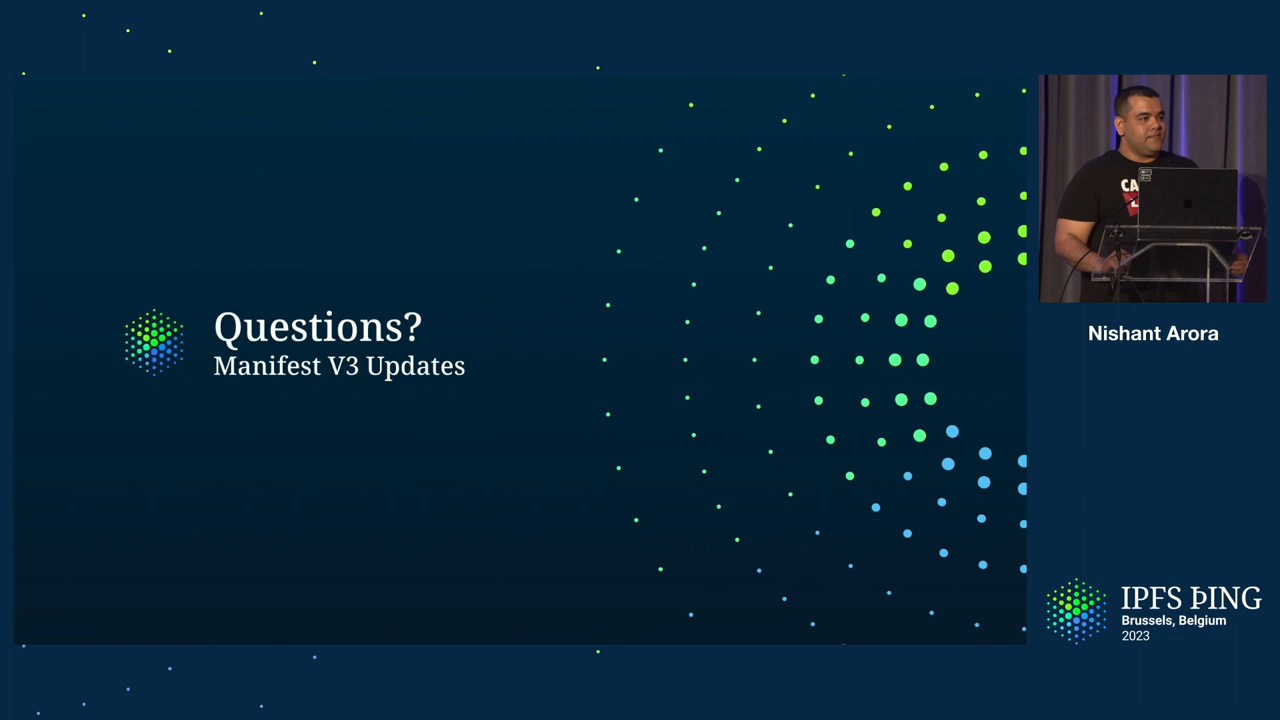 Questions?
Manifest V3 Updates
Nishant Arora
IPFS ÞING
Brussels, Belgium
2023